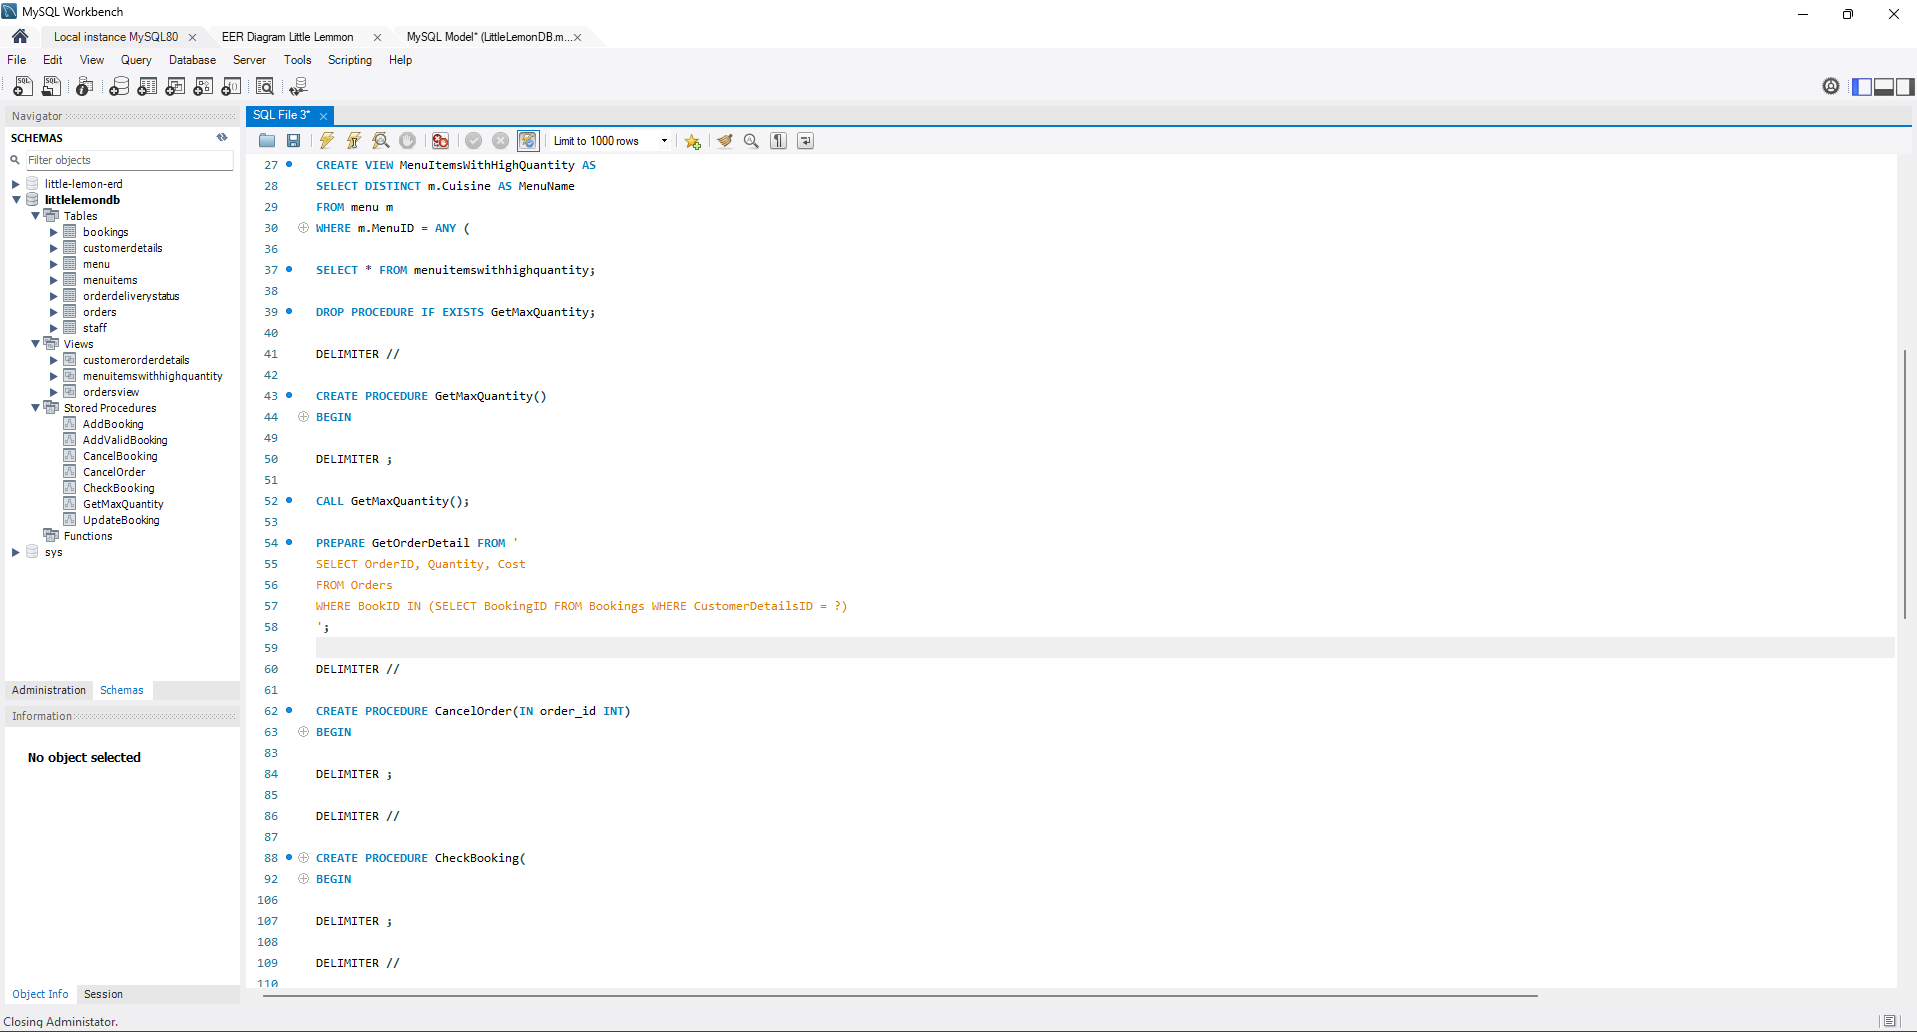 MySQL Workbench
Local instance MySQL80
EER Diagram Little Lemmon
MySQL Model* (LittleLemonDB.m...
File Edit View Query Database Server Tools Scripting Help
Navigator
SCHEMAS
Filter objects
little-lemon-erd
littlelemondb
Tables
bookings
customerdetails
menu
menuitems
orderdeliverystatus
orders
staff
Views
customerorderdetails
menuitemswithhighquantity
ordersview
Stored Procedures
AddBooking
AddValidBooking
CancelBooking
CancelOrder
CheckBooking
GetMaxQuantity
UpdateBooking
Functions
sys
Administration Schemas
Information
No object selected
Object Info Session
SQL File 3*
Limit to 1000 rows
27 CREATE VIEW MenuItemsWithHighQuantity AS
28 SELECT DISTINCT m.Cuisine AS MenuName
29 FROM menu m
30 WHERE m.MenuID = ANY (
36
37 SELECT * FROM menuitemswithhighquantity;
38
39 DROP PROCEDURE IF EXISTS GetMaxQuantity;
40
41 DELIMITER //
42
43 CREATE PROCEDURE GetMaxQuantity()
44 BEGIN
49
50 DELIMITER ;
51
52 CALL GetMaxQuantity();
53
54 PREPARE GetOrderDetail FROM '
55 SELECT OrderID, Quantity, Cost
56 FROM Orders
57 WHERE BookID IN (SELECT BookingID FROM Bookings WHERE CustomerDetailsID = ?)
58 ';
59
60 DELIMITER //
61
62 CREATE PROCEDURE CancelOrder(IN order_id INT)
63 BEGIN
83
84 DELIMITER ;
85
86 DELIMITER //
87
88 CREATE PROCEDURE CheckBooking(
92 BEGIN
106
107 DELIMITER ;
108
109 DELIMITER //
110
Closing Administator.